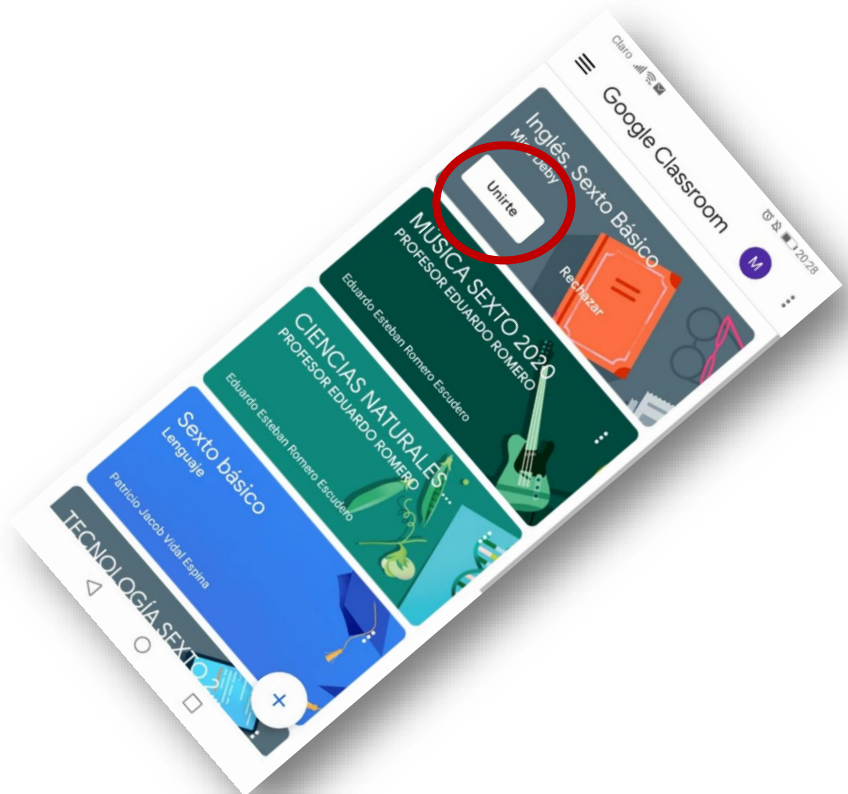 Claro
20:28
Google Classroom
M
Inglés, Sexto Básico
Mis Deby
Unirte
Rechazar
MÚSICA SEXTO 2020
PROFESOR EDUARDO ROMERO
Eduardo Esteban Romero Escudero
CIENCIAS NATURALES...
PROFESOR EDUARDO ROMERO
Eduardo Esteban Romero Escudero
Sexto básico
Lenguaje
Patricio Jacob Vidal Espina
TECNOLOGÍA SEXTO 2...
+